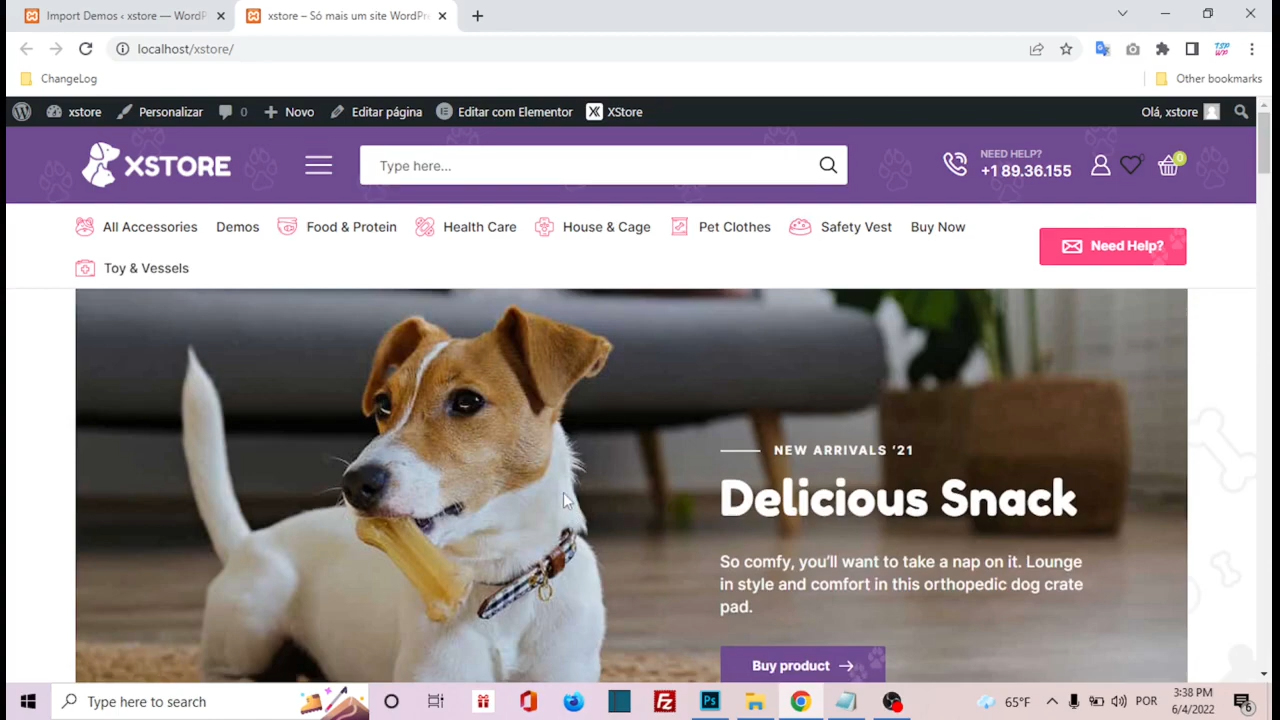 Import Demos ‹ xstore — WordP
xstore – Só mais um site WordPre
localhost/xstore/
ChangeLog
Other bookmarks
xstore
Personalizar
0
Novo
Editar página
Editar com Elementor
XStore
Olá, xstore
XSTORE
Type here...
NEED HELP?
+1 89.36.155
0
0
All Accessories
Demos
Food & Protein
Health Care
House & Cage
Pet Clothes
Safety Vest
Buy Now
Need Help?
Toy & Vessels
NEW ARRIVALS '21
Delicious Snack
So comfy, you'll want to take a nap on it. Lounge
in style and comfort in this orthopedic dog crate
pad.
Buy product
Type here to search
Ps
65°F
POR
3:38 PM
6/4/2022
6